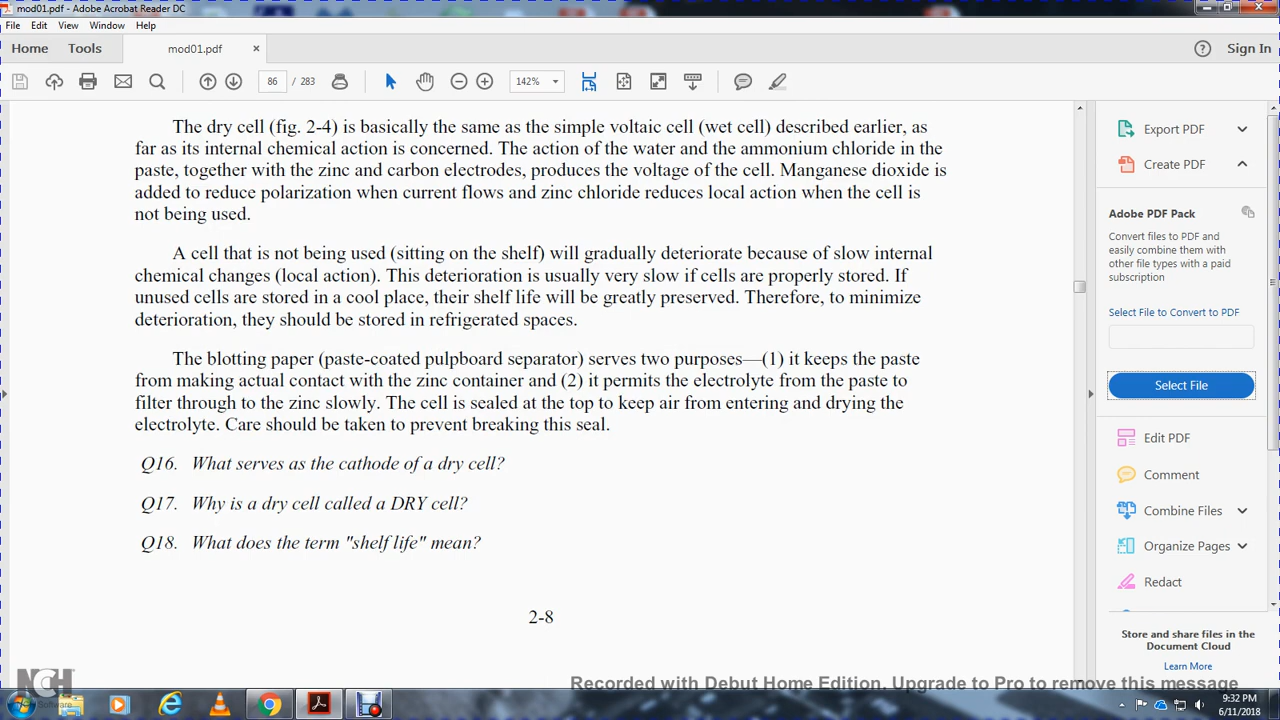 mod01.pdf - Adobe Acrobat Reader DC
File Edit View Window Help
Home Tools mod01.pdf × Sign In
86 / 283 142%
The dry cell (fig. 2-4) is basically the same as the simple voltaic cell (wet cell) described earlier, as
far as its internal chemical action is concerned. The action of the water and the ammonium chloride in the
paste, together with the zinc and carbon electrodes, produces the voltage of the cell. Manganese dioxide is
added to reduce polarization when current flows and zinc chloride reduces local action when the cell is
not being used.
A cell that is not being used (sitting on the shelf) will gradually deteriorate because of slow internal
chemical changes (local action). This deterioration is usually very slow if cells are properly stored. If
unused cells are stored in a cool place, their shelf life will be greatly preserved. Therefore, to minimize
deterioration, they should be stored in refrigerated spaces.
The blotting paper (paste-coated pulpboard separator) serves two purposes—(1) it keeps the paste
from making actual contact with the zinc container and (2) it permits the electrolyte from the paste to
filter through to the zinc slowly. The cell is sealed at the top to keep air from entering and drying the
electrolyte. Care should be taken to prevent breaking this seal.
Q16. What serves as the cathode of a dry cell?
Q17. Why is a dry cell called a DRY cell?
Q18. What does the term "shelf life" mean?
2-8
Export PDF
Create PDF
Adobe PDF Pack
Convert files to PDF and
easily combine them with
other file types with a paid
subscription
Select File to Convert to PDF
Select File
Edit PDF
Comment
Combine Files
Organize Pages
Redact
Store and share files in the
Document Cloud
Learn More
NCH
Software
Recorded with Debut Home Edition. Upgrade to Pro to remove this message
9:32 PM
6/11/2018